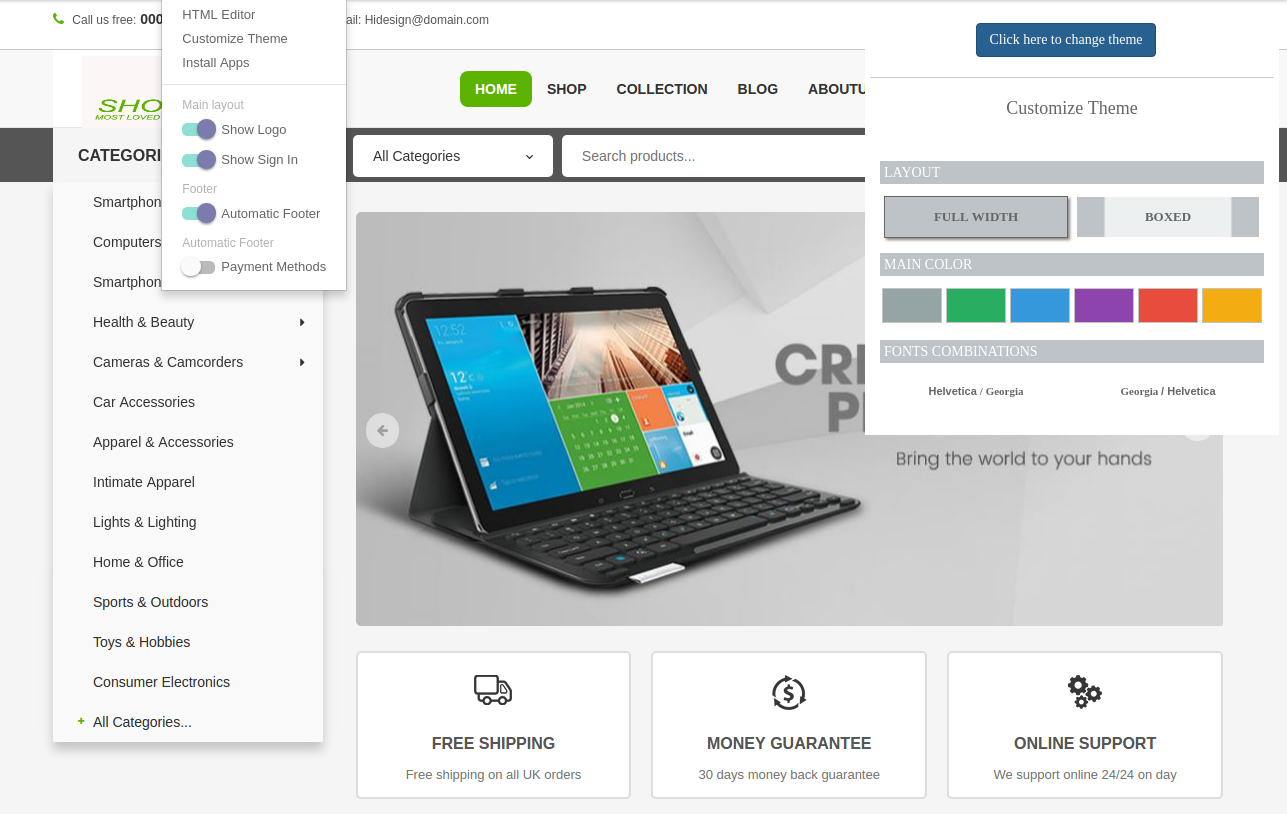 Call us free: 000
ail: Hidesign@domain.com
HTML Editor
Customize Theme
Install Apps
Main layout
Show Logo
Show Sign In
Footer
Automatic Footer
Automatic Footer
Payment Methods
SHO
MOST LOVED
HOME
SHOP
COLLECTION
BLOG
ABOUTU
Click here to change theme
Customize Theme
LAYOUT
FULL WIDTH
BOXED
MAIN COLOR
FONTS COMBINATIONS
Helvetica / Georgia
Georgia / Helvetica
CATEGORI
All Categories
Search products...
Smartphon
Computers
Smartphon
Health & Beauty
Cameras & Camcorders
Car Accessories
Apparel & Accessories
Intimate Apparel
Lights & Lighting
Home & Office
Sports & Outdoors
Toys & Hobbies
Consumer Electronics
+ All Categories...
12:52
12°c
CRE
P
Bring the world to your hands
FREE SHIPPING
Free shipping on all UK orders
MONEY GUARANTEE
30 days money back guarantee
ONLINE SUPPORT
We support online 24/24 on day